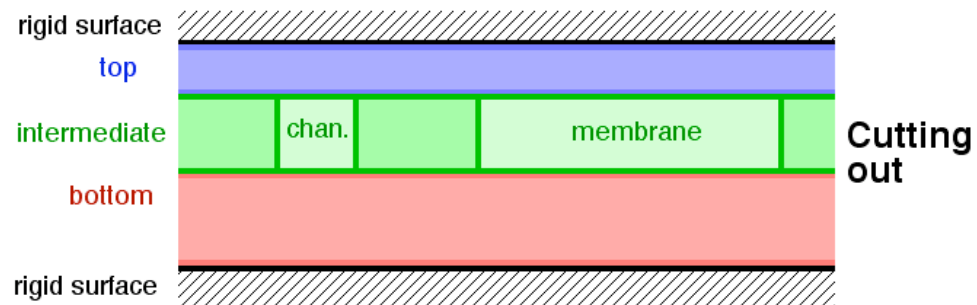 rigid surface
top
intermediate
chan.
membrane
Cutting
out
bottom
rigid surface